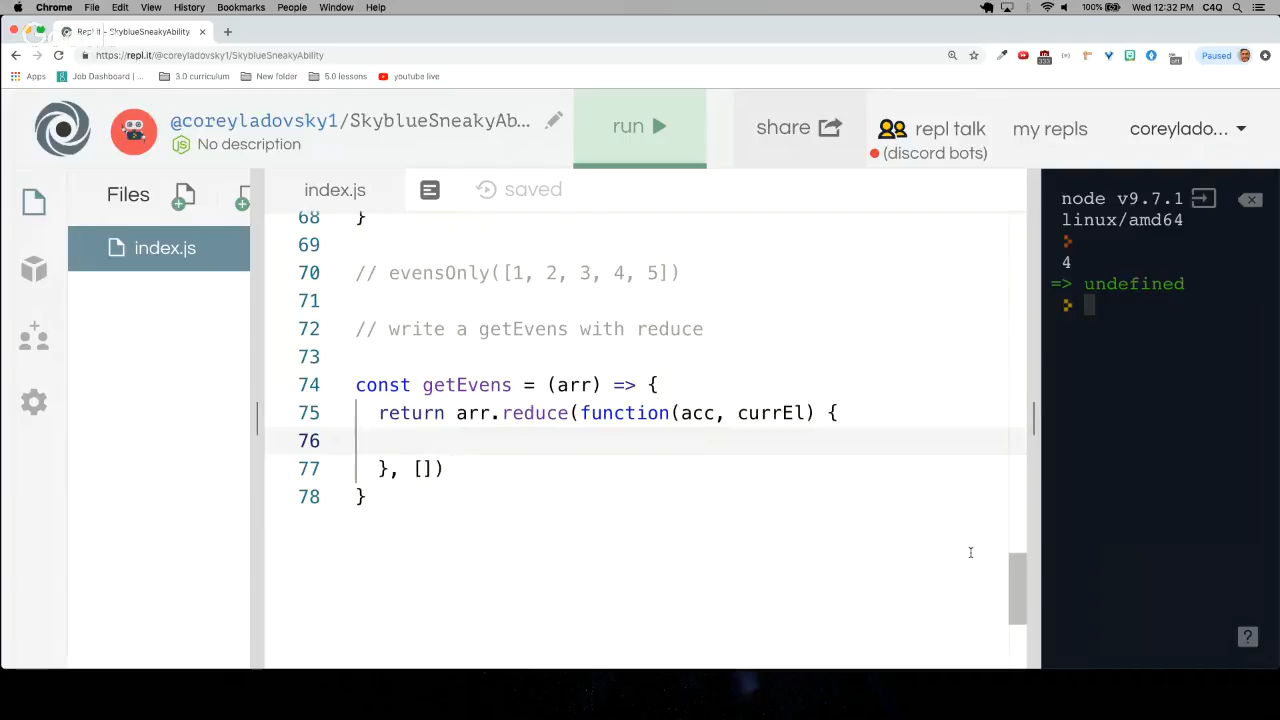 Chrome File Edit View History Bookmarks People Window Help 100% Wed 12:32 PM C4Q
Repl.it - SkyblueSneakyAbility
https://repl.it/@coreyladovsky1/SkyblueSneakyAbility Paused
Apps Job Dashboard | ... 3.0 curriculum New folder 5.0 lessons youtube live
@coreyladovsky1/SkyblueSneakyAb...
No description
run
share
repl talk
(discord bots)
my repls
coreylado...
Files
index.js
index.js
saved
68 }
69
70 // evensOnly([1, 2, 3, 4, 5])
71
72 // write a getEvens with reduce
73
74 const getEvens = (arr) => {
75 return arr.reduce(function(acc, currEl) {
76
77 }, [])
78 }
node v9.7.1
linux/amd64
4
=> undefined
?